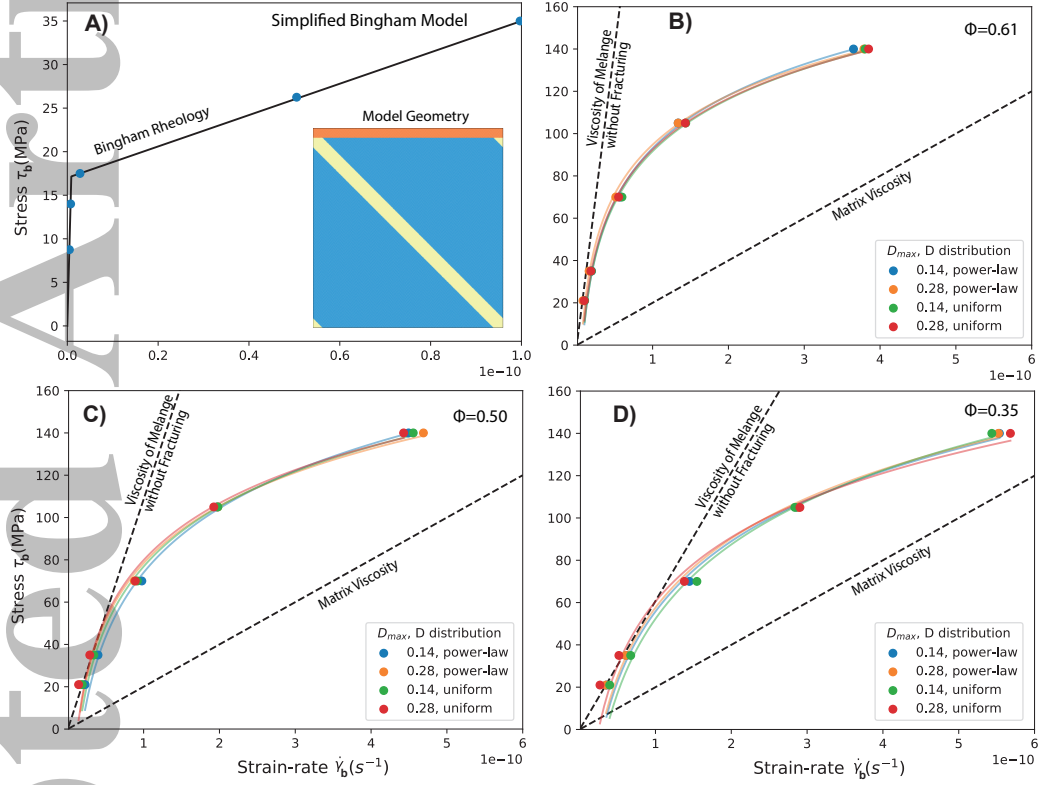 A)
Simplified Bingham Model
Bingham Rheology
Model Geometry
Stress τb(MPa)
35
30
25
20
15
10
5
0
0.0 0.2 0.4 0.6 0.8 1.0
1e−10
B)
Φ=0.61
Viscosity of Melange
without Fracturing
Matrix Viscosity
160
140
120
100
80
60
40
20
0
Dmax, D distribution
0.14, power-law
0.28, power-law
0.14, uniform
0.28, uniform
1 2 3 4 5 6
1e−10
C)
Φ=0.50
Viscosity of Melange
without Fracturing
Matrix Viscosity
Stress τb(MPa)
160
140
120
100
80
60
40
20
0
Dmax, D distribution
0.14, power-law
0.28, power-law
0.14, uniform
0.28, uniform
1 2 3 4 5 6
1e−10
Strain-rate γ̇b(s⁻¹)
D)
Φ=0.35
Viscosity of Melange
without Fracturing
Matrix Viscosity
160
140
120
100
80
60
40
20
0
Dmax, D distribution
0.14, power-law
0.28, power-law
0.14, uniform
0.28, uniform
1 2 3 4 5 6
1e−10
Strain-rate γ̇b(s⁻¹)